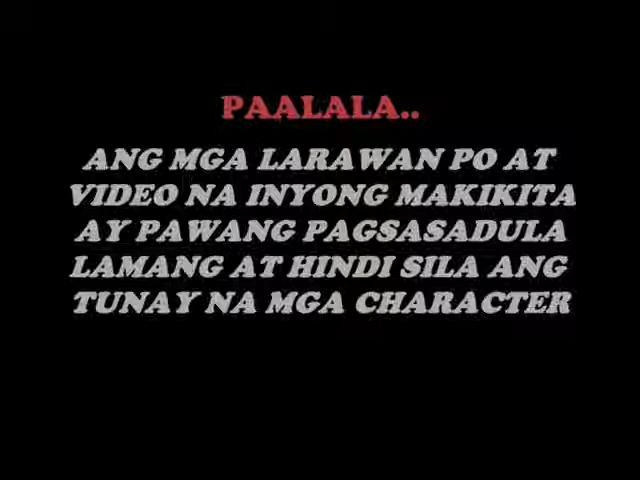 PAALALA..
ANG MGA LARAWAN PO AT
VIDEO NA INYONG MAKIKITA
AY PAWANG PAGSASADULA
LAMANG AT HINDI SILA ANG
TUNAY NA MGA CHARACTER